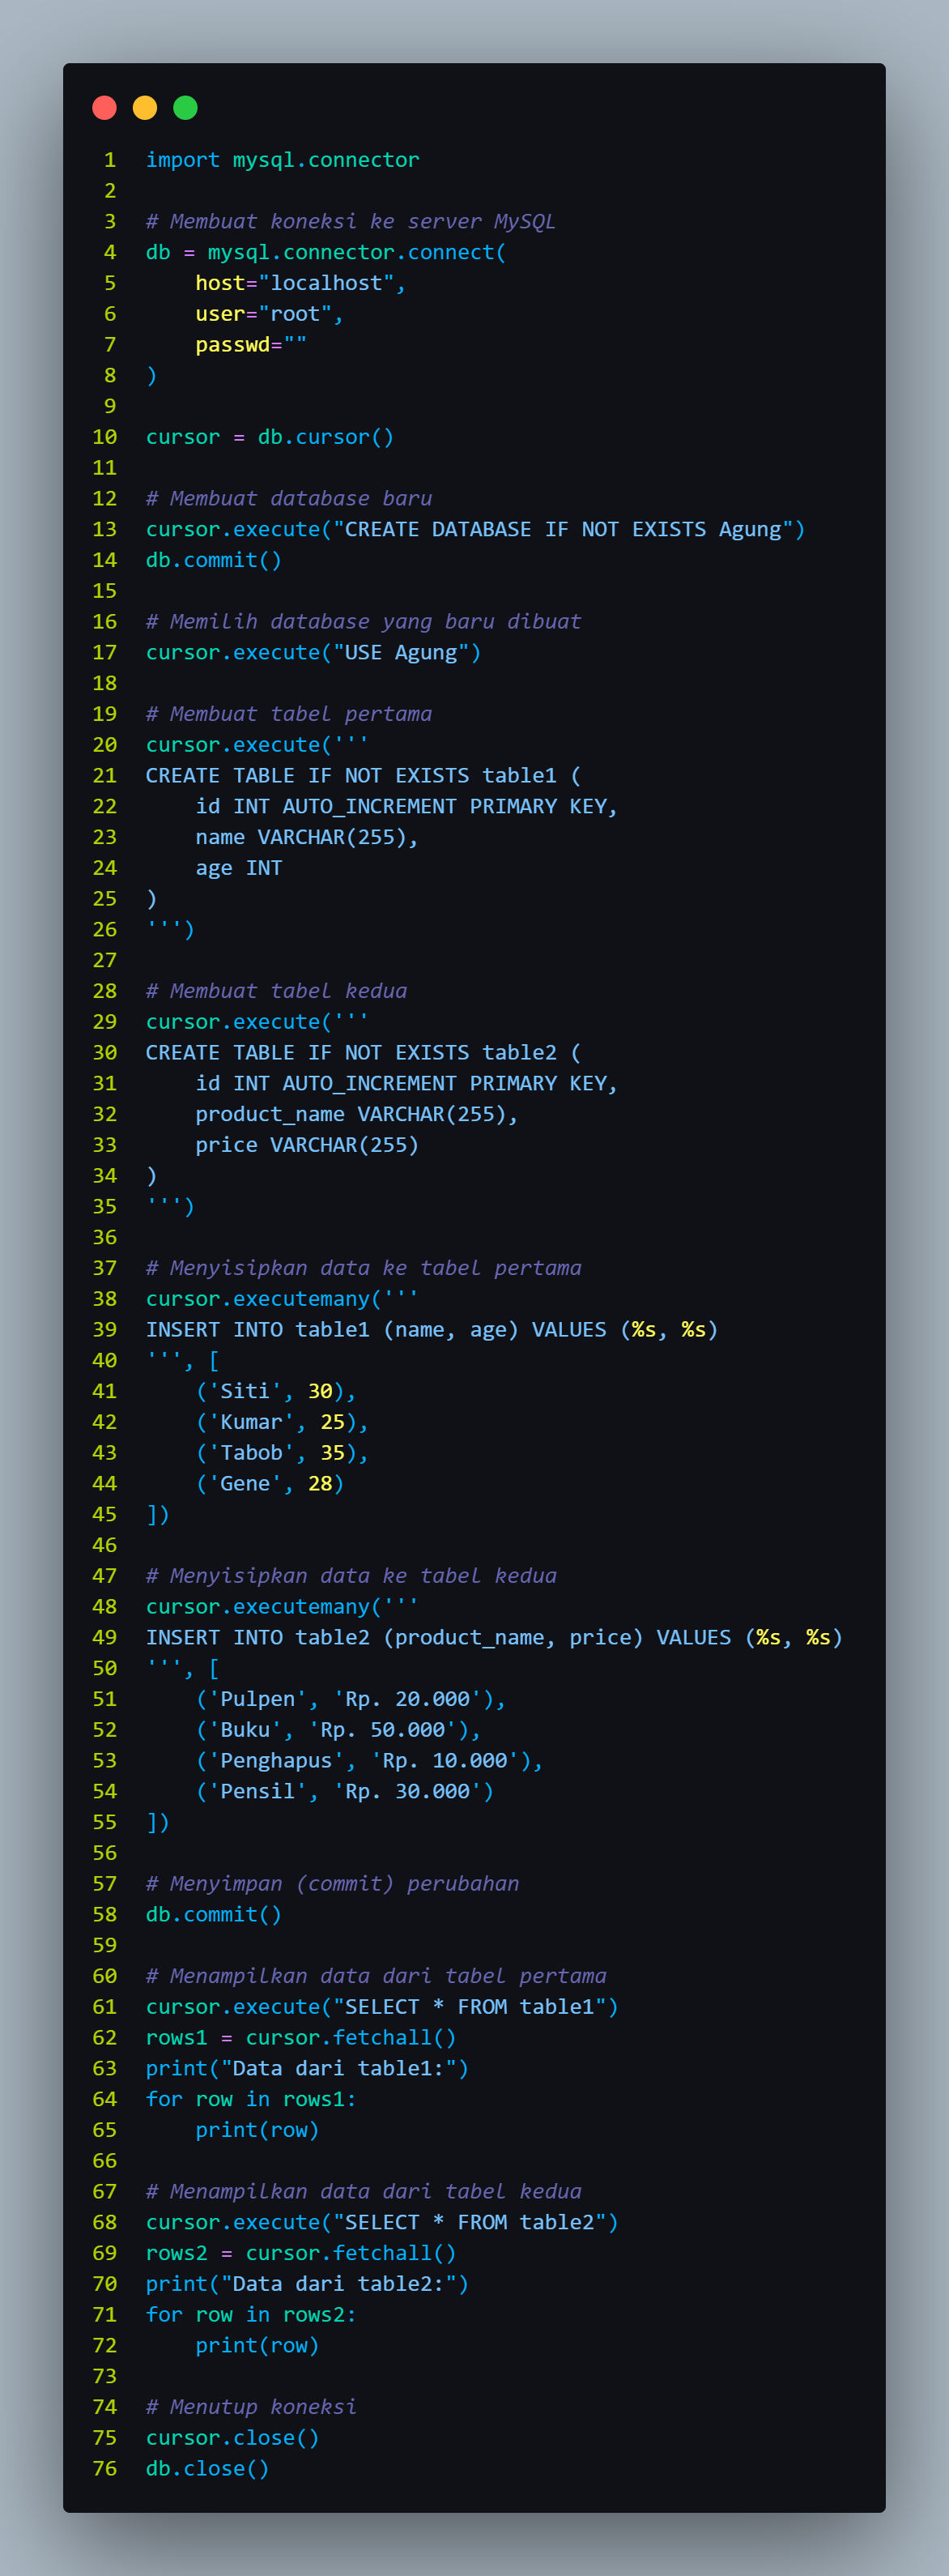 1 import mysql.connector
2
3 # Membuat koneksi ke server MySQL
4 db = mysql.connector.connect(
5     host="localhost",
6     user="root",
7     passwd=""
8 )
9
10 cursor = db.cursor()
11
12 # Membuat database baru
13 cursor.execute("CREATE DATABASE IF NOT EXISTS Agung")
14 db.commit()
15
16 # Memilih database yang baru dibuat
17 cursor.execute("USE Agung")
18
19 # Membuat tabel pertama
20 cursor.execute('''
21 CREATE TABLE IF NOT EXISTS table1 (
22     id INT AUTO_INCREMENT PRIMARY KEY,
23     name VARCHAR(255),
24     age INT
25 )
26 ''')
27
28 # Membuat tabel kedua
29 cursor.execute('''
30 CREATE TABLE IF NOT EXISTS table2 (
31     id INT AUTO_INCREMENT PRIMARY KEY,
32     product_name VARCHAR(255),
33     price VARCHAR(255)
34 )
35 ''')
36
37 # Menyisipkan data ke tabel pertama
38 cursor.executemany('''
39 INSERT INTO table1 (name, age) VALUES (%s, %s)
40 ''', [
41     ('Siti', 30),
42     ('Kumar', 25),
43     ('Tabob', 35),
44     ('Gene', 28)
45 ])
46
47 # Menyisipkan data ke tabel kedua
48 cursor.executemany('''
49 INSERT INTO table2 (product_name, price) VALUES (%s, %s)
50 ''', [
51     ('Pulpen', 'Rp. 20.000'),
52     ('Buku', 'Rp. 50.000'),
53     ('Penghapus', 'Rp. 10.000'),
54     ('Pensil', 'Rp. 30.000')
55 ])
56
57 # Menyimpan (commit) perubahan
58 db.commit()
59
60 # Menampilkan data dari tabel pertama
61 cursor.execute("SELECT * FROM table1")
62 rows1 = cursor.fetchall()
63 print("Data dari table1:")
64 for row in rows1:
65     print(row)
66
67 # Menampilkan data dari tabel kedua
68 cursor.execute("SELECT * FROM table2")
69 rows2 = cursor.fetchall()
70 print("Data dari table2:")
71 for row in rows2:
72     print(row)
73
74 # Menutup koneksi
75 cursor.close()
76 db.close()